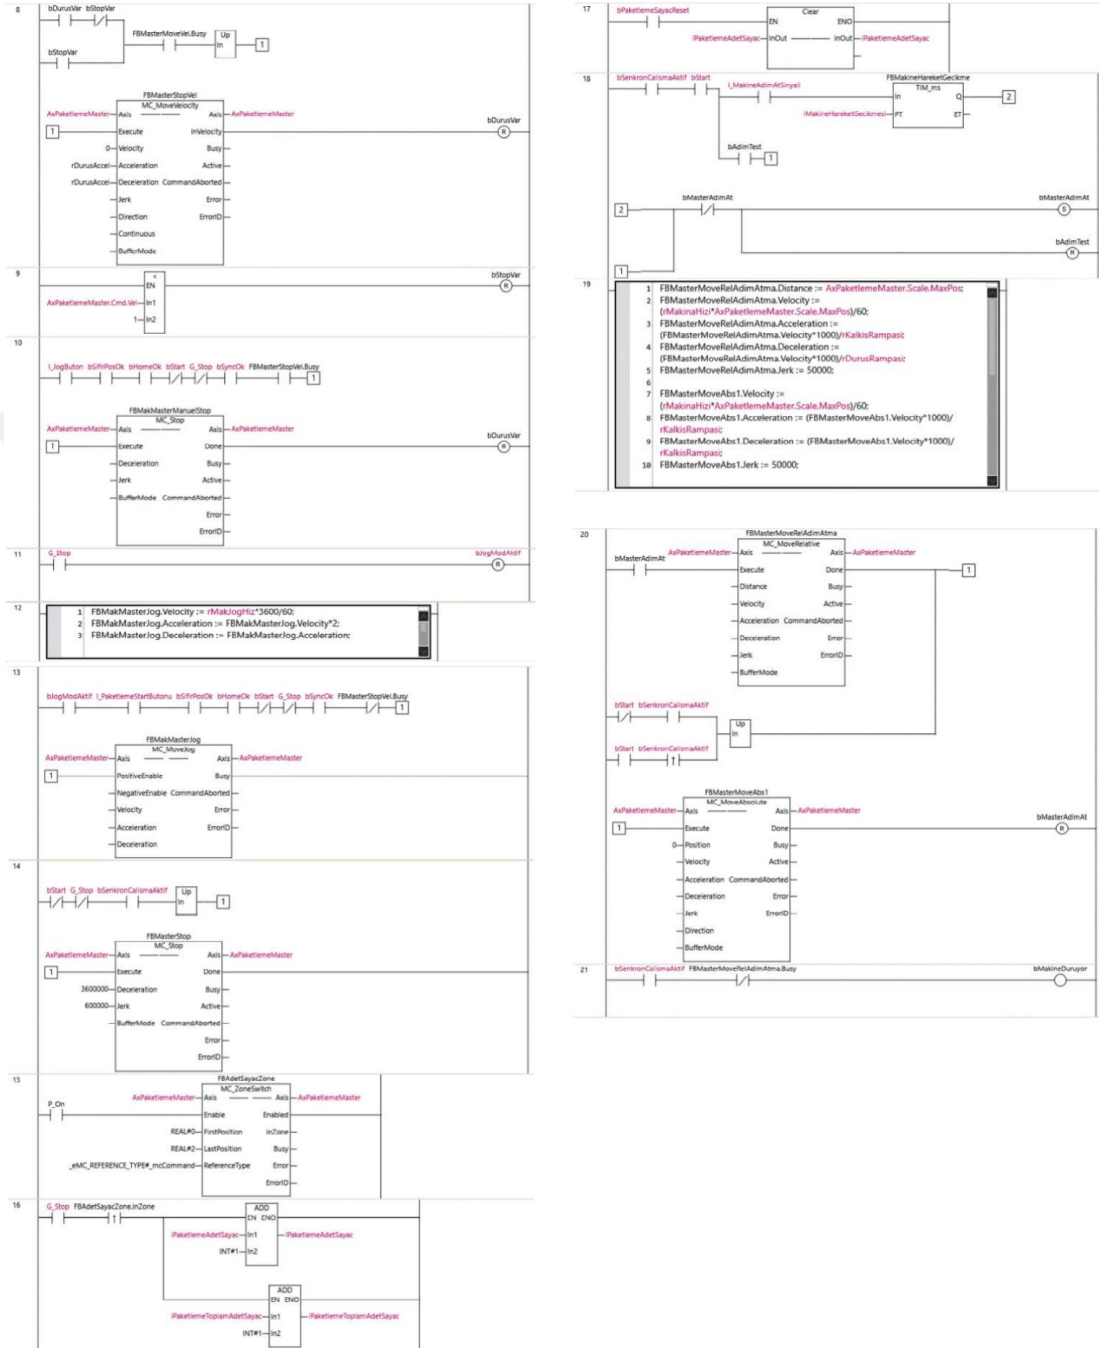 8
bDurusVar bStopVar
bStopVar
FBMasterMoveVel.Busy
Up
In
1
FBMasterStopVel
MC_MoveVelocity
AxPaketlemeMaster Axis Axis AxPaketlemeMaster
1 Execute InVelocity
bDurusVar
R
0 Velocity Busy
rDurusAccel Acceleration Active
rDurusAccel Deceleration CommandAborted
Jerk Error
Direction ErrorID
Continuous
BufferMode
9
<
EN
bStopVar
R
AxPaketlemeMaster.Cmd.Vel In1
1 In2
10
I_JogButon bSifirPosOk bHomeOk bStart G_Stop bSyncOk FBMasterStopVel.Busy
1
FBMakMasterManuelStop
MC_Stop
AxPaketlemeMaster Axis Axis AxPaketlemeMaster
1 Execute Done
bDurusVar
R
Deceleration Busy
Jerk Active
BufferMode CommandAborted
Error
ErrorID
11
G_Stop
bJogModAktif
R
12
1 FBMakMasterJog.Velocity := rMakJogHiz*3600/60;
2 FBMakMasterJog.Acceleration := FBMakMasterJog.Velocity*2;
3 FBMakMasterJog.Deceleration := FBMakMasterJog.Acceleration;
13
bJogModAktif I_PaketlemeStartButonu bSifirPosOk bHomeOk bStart G_Stop bSyncOk FBMasterStopVel.Busy
1
FBMakMasterJog
MC_MoveJog
AxPaketlemeMaster Axis Axis AxPaketlemeMaster
1 PositiveEnable Busy
NegativeEnable CommandAborted
Velocity Error
Acceleration ErrorID
Deceleration
14
bStart G_Stop bSenkronCalismaAktif
Up
In
1
FBMasterStop
MC_Stop
AxPaketlemeMaster Axis Axis AxPaketlemeMaster
1 Execute Done
3600000 Deceleration Busy
600000 Jerk Active
BufferMode CommandAborted
Error
ErrorID
15
FBAdetSayacZone
MC_ZoneSwitch
AxPaketlemeMaster Axis Axis AxPaketlemeMaster
P_On
Enable Enabled
REAL#0 FirstPosition InZone
REAL#2 LastPosition Busy
_eMC_REFERENCE_TYPE#_mcCommand ReferenceType Error
ErrorID
16
G_Stop FBAdetSayacZone.InZone
ADD
EN ENO
iPaketlemeAdetSayac In1 iPaketlemeAdetSayac
INT#1 In2
ADD
EN ENO
iPaketlemeToplamAdetSayac In1 iPaketlemeToplamAdetSayac
INT#1 In2
17
bPaketlemeSayacReset
Clear
EN ENO
iPaketlemeAdetSayac InOut InOut iPaketlemeAdetSayac
18
bSenkronCalismaAktif bStart
I_MakineAdimAtSinyali
FBMakineHareketGecikme
TIM_ms
In Q 2
iMakineHareketGecikmesi PT ET
bAdimTest
1
bMasterAdimAt
bMasterAdimAt
2
S
bAdimTest
R
1
19
1 FBMasterMoveRelAdimAtma.Distance := AxPaketlemeMaster.Scale.MaxPos;
2 FBMasterMoveRelAdimAtma.Velocity :=
(rMakinaHizi*AxPaketlemeMaster.Scale.MaxPos)/60;
3 FBMasterMoveRelAdimAtma.Acceleration :=
(FBMasterMoveRelAdimAtma.Velocity*1000)/rKalkisRampasi;
4 FBMasterMoveRelAdimAtma.Deceleration :=
(FBMasterMoveRelAdimAtma.Velocity*1000)/rDurusRampasi;
5 FBMasterMoveRelAdimAtma.Jerk := 50000;
6
7 FBMasterMoveAbs1.Velocity :=
(rMakinaHizi*AxPaketlemeMaster.Scale.MaxPos)/60;
8 FBMasterMoveAbs1.Acceleration := (FBMasterMoveAbs1.Velocity*1000)/
rKalkisRampasi;
9 FBMasterMoveAbs1.Deceleration := (FBMasterMoveAbs1.Velocity*1000)/
rKalkisRampasi;
10 FBMasterMoveAbs1.Jerk := 50000;
20
FBMasterMoveRelAdimAtma
MC_MoveRelative
AxPaketlemeMaster Axis Axis AxPaketlemeMaster
bMasterAdimAt
Execute Done 1
Distance Busy
Velocity Active
Acceleration CommandAborted
Deceleration Error
Jerk ErrorID
BufferMode
bStart bSenkronCalismaAktif
Up
In
bStart bSenkronCalismaAktif
FBMasterMoveAbs1
MC_MoveAbsolute
AxPaketlemeMaster Axis Axis AxPaketlemeMaster
1 Execute Done
bMasterAdimAt
R
0 Position Busy
Velocity Active
Acceleration CommandAborted
Deceleration Error
Jerk ErrorID
Direction
BufferMode
21
bSenkronCalismaAktif FBMasterMoveRelAdimAtma.Busy
bMakineDuruyor